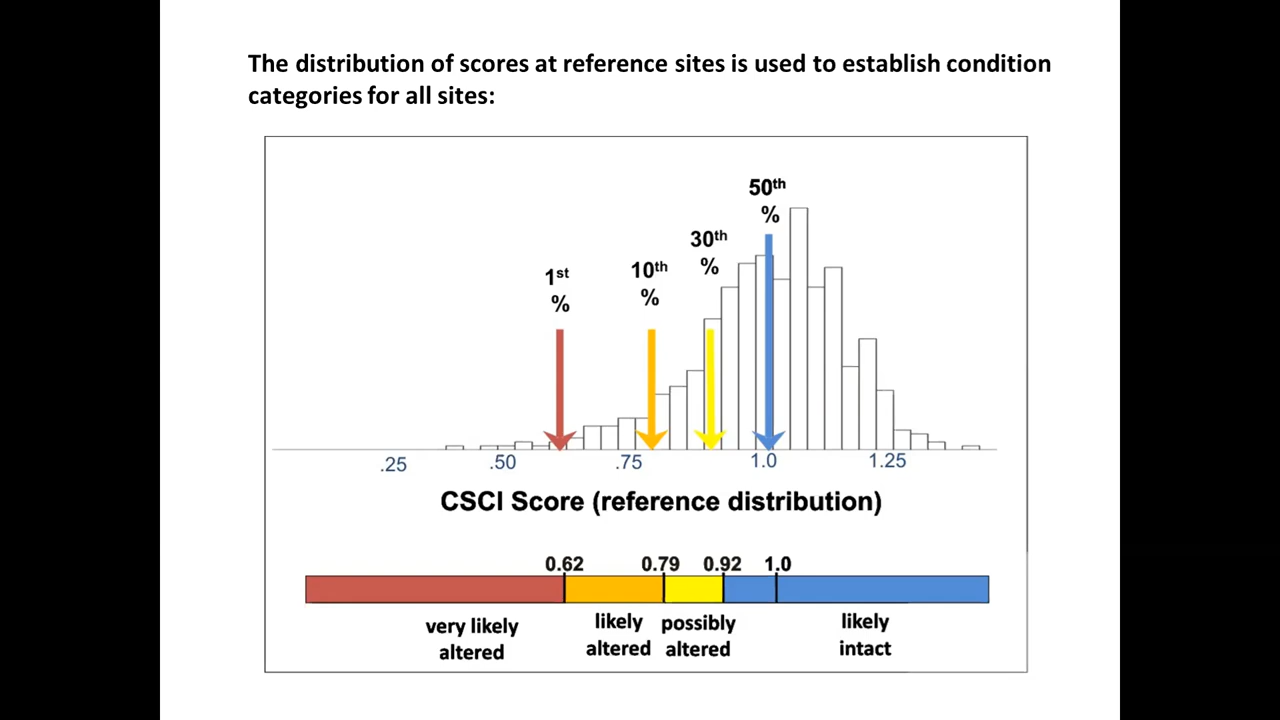 The distribution of scores at reference sites is used to establish condition
categories for all sites:
50th
%
30th
%
10th
%
1st
%
.25 .50 .75 1.0 1.25
CSCI Score (reference distribution)
0.62 0.79 0.92 1.0
very likely
altered
likely
altered
possibly
altered
likely
intact